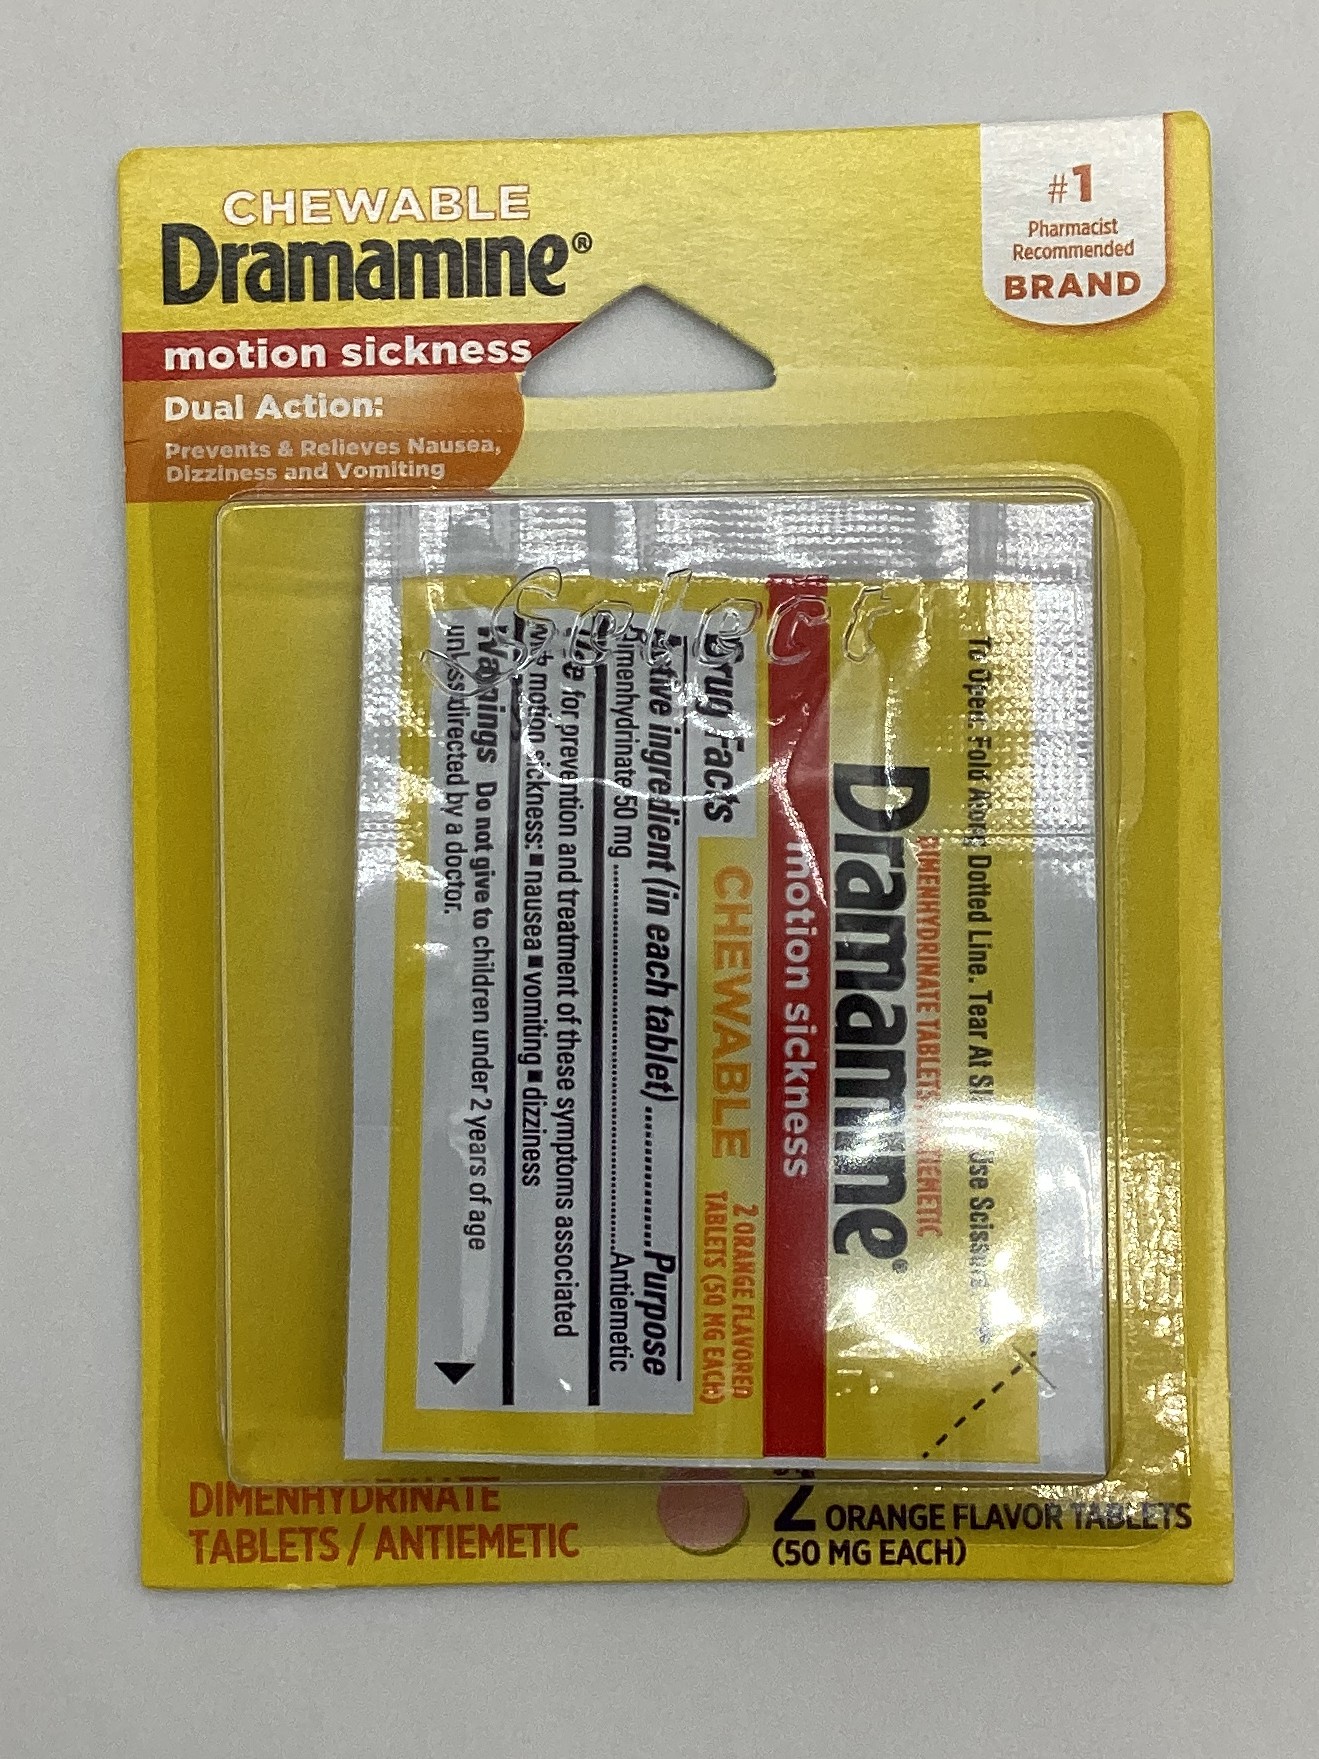 CHEWABLE
Dramamine®
motion sickness
Dual Action:
Prevents & Relieves Nausea,
Dizziness and Vomiting
#1
Pharmacist
Recommended
BRAND
Select
To Open: Fold Along Dotted Line. Tear At Use
DIMENHYDRINATE TABLETS
Dramamine®
motion sickness
CHEWABLE
2 ORANGE FLAVORED
TABLETS (50 MG EACH)
Drug Facts
Active ingredient (in each tablet)..............Purpose
Dimenhydrinate 50 mg ..............Antiemetic
Use for prevention and treatment of these symptoms associated
with motion sickness: ■ nausea ■ vomiting ■ dizziness
Warnings Do not give to children under 2 years of age
unless directed by a doctor.
DIMENHYDRINATE
TABLETS / ANTIEMETIC
2 ORANGE FLAVOR TABLETS
(50 MG EACH)